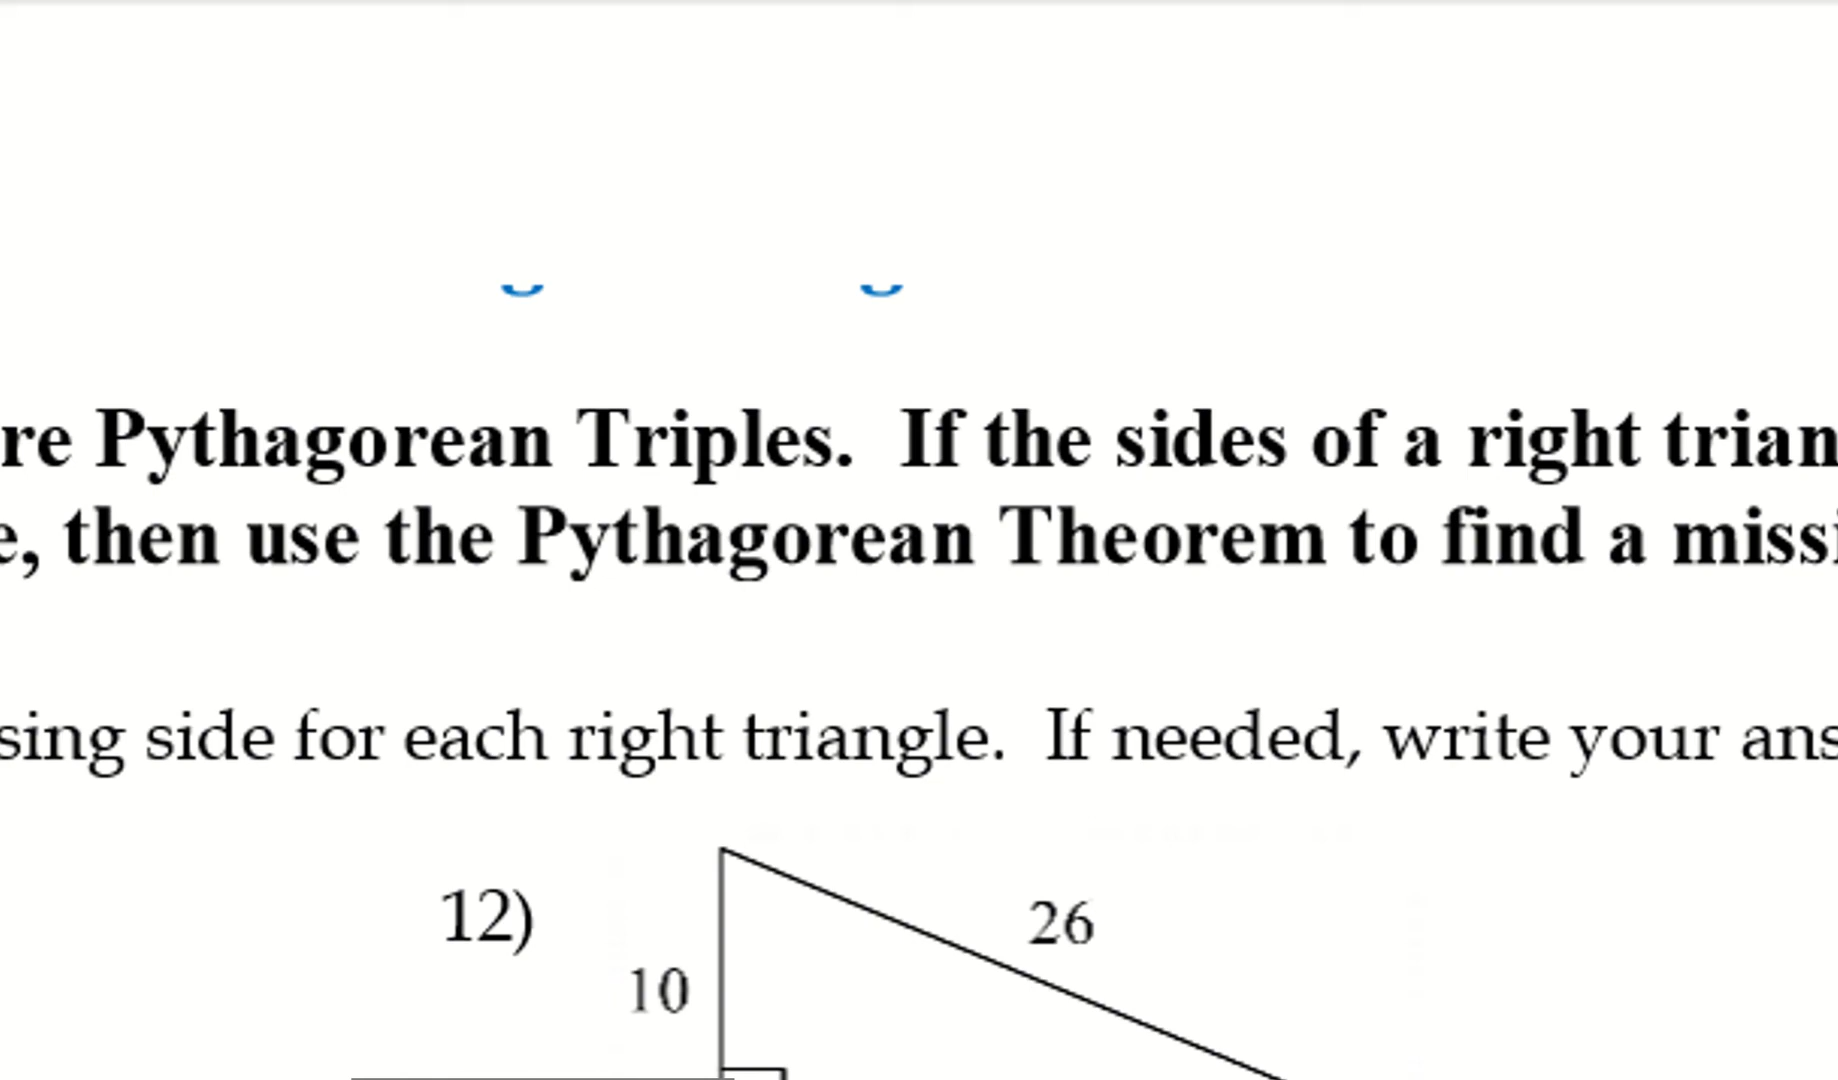 re Pythagorean Triples. If the sides of a right trian
e, then use the Pythagorean Theorem to find a missi
sing side for each right triangle. If needed, write your ans
12)
26
10